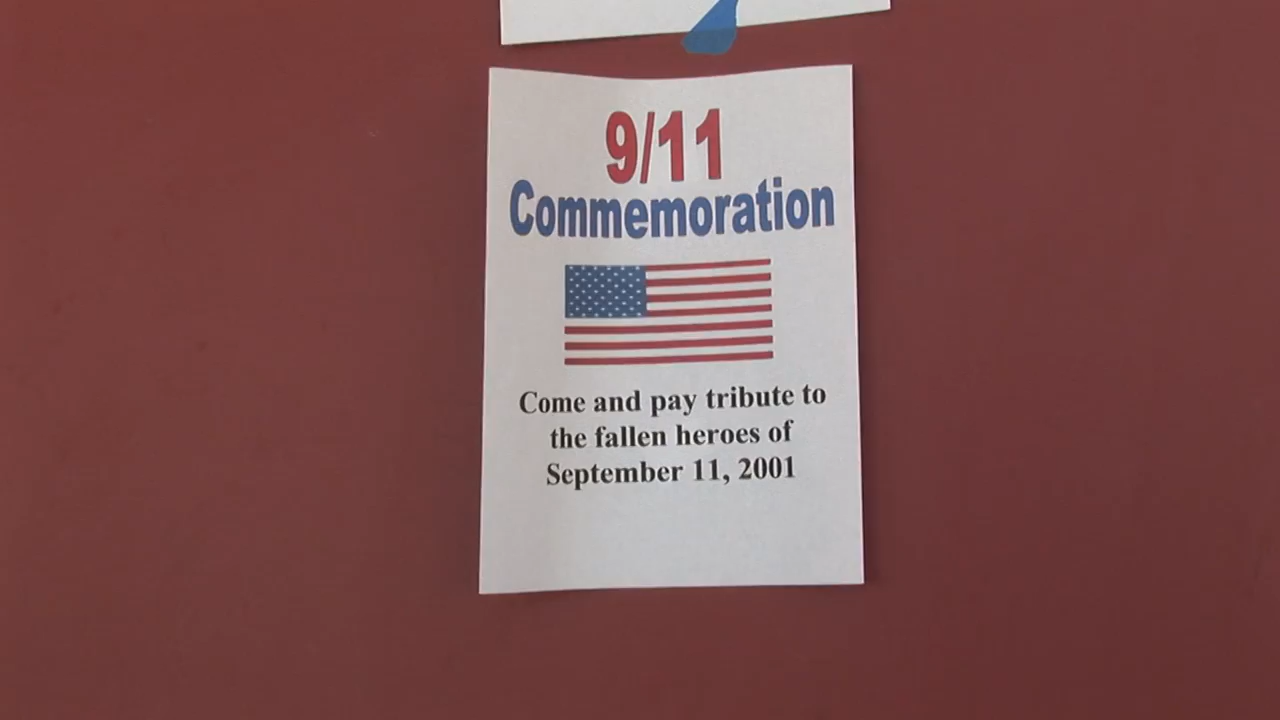 9/11
Commemoration
Come and pay tribute to
the fallen heroes of
September 11, 2001